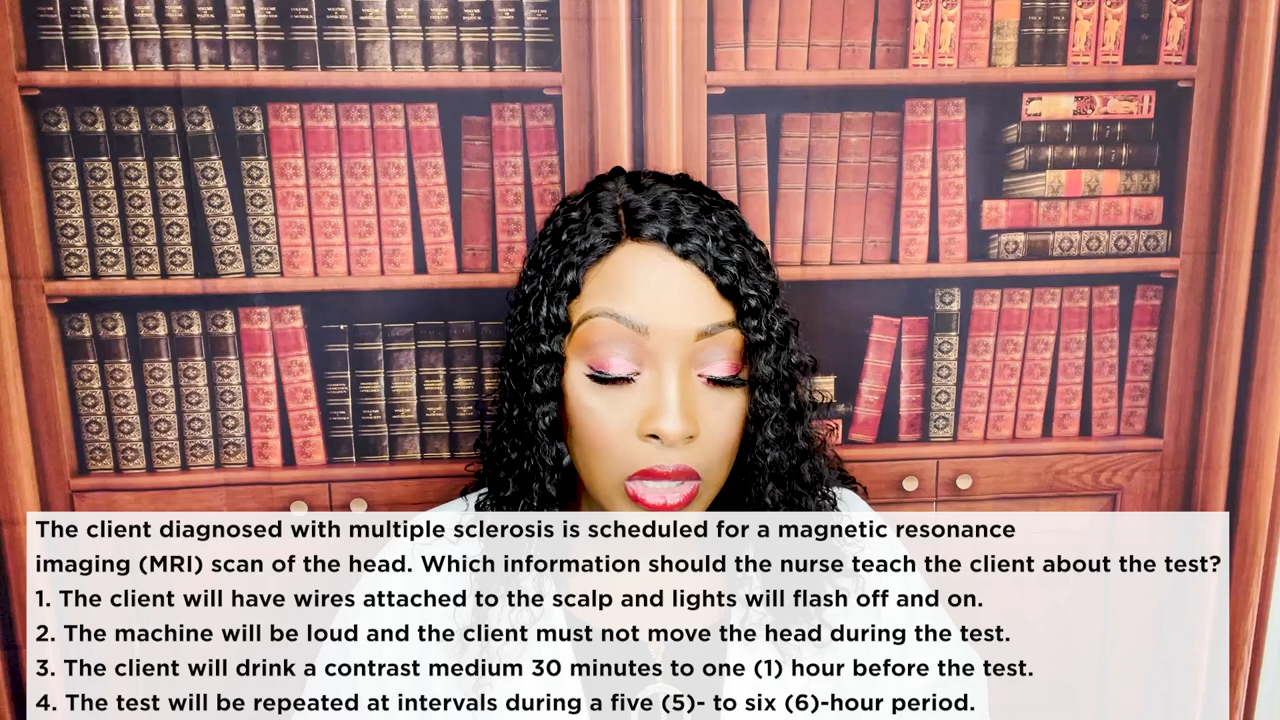 The client diagnosed with multiple sclerosis is scheduled for a magnetic resonance
imaging (MRI) scan of the head. Which information should the nurse teach the client about the test?
1. The client will have wires attached to the scalp and lights will flash off and on.
2. The machine will be loud and the client must not move the head during the test.
3. The client will drink a contrast medium 30 minutes to one (1) hour before the test.
4. The test will be repeated at intervals during a five (5)- to six (6)-hour period.